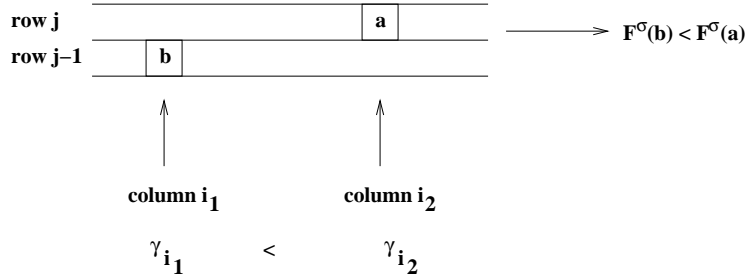 row j
a
F^σ(b) < F^σ(a)
row j−1
b
column i_1
column i_2
γ_{i_1} < γ_{i_2}